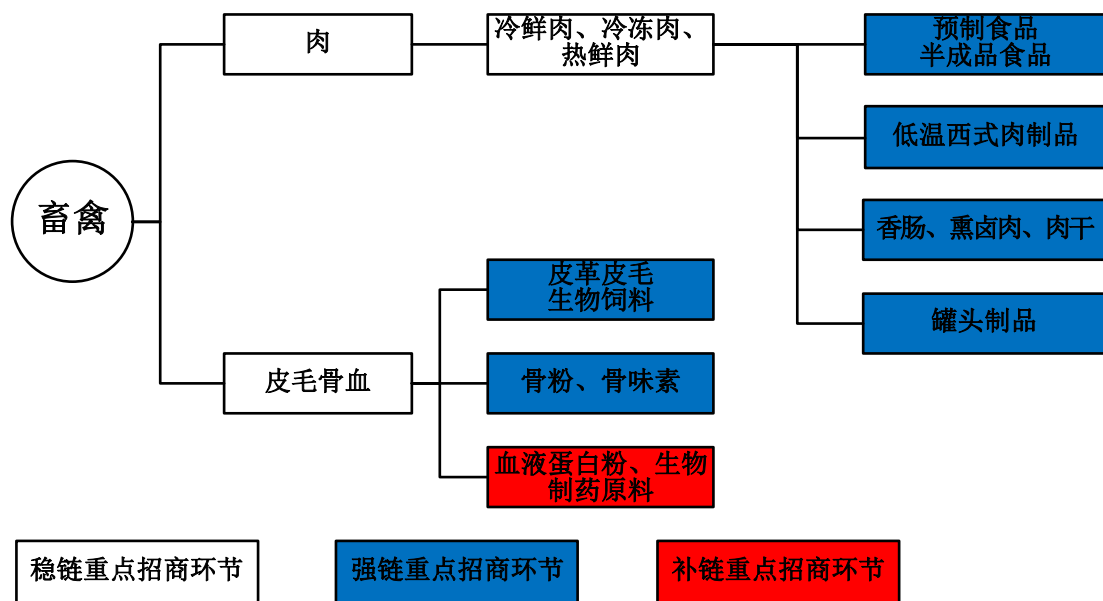 畜禽
肉
冷鲜肉、冷冻肉、
热鲜肉
预制食品
半成品食品
低温西式肉制品
香肠、熏卤肉、肉干
罐头制品
皮毛骨血
皮革皮毛
生物饲料
骨粉、骨味素
血液蛋白粉、生物
制药原料
稳链重点招商环节
强链重点招商环节
补链重点招商环节